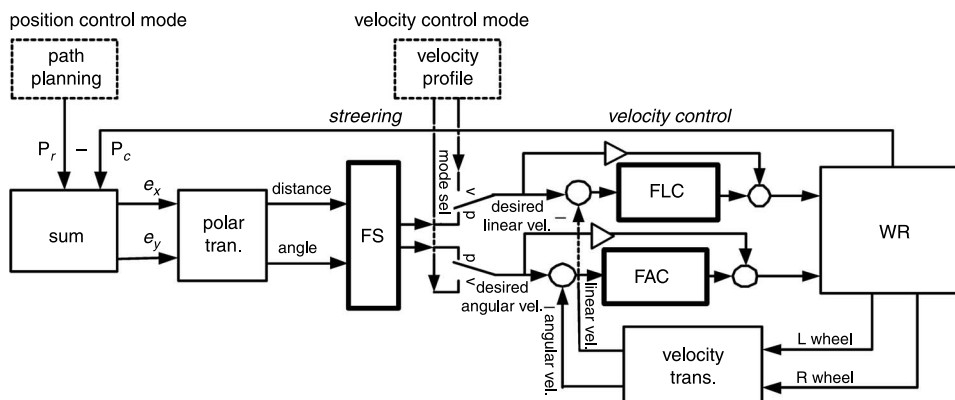 position control mode
velocity control mode
path
planning
velocity
profile
streering
velocity control
P_r
–
P_c
mode sel
v
p
e_x
distance
FLC
sum
polar
tran.
FS
desired
linear vel.
–
WR
e_y
angle
p
v
FAC
desired
angular vel.
–
linear vel.
angular vel.
velocity
trans.
L wheel
R wheel